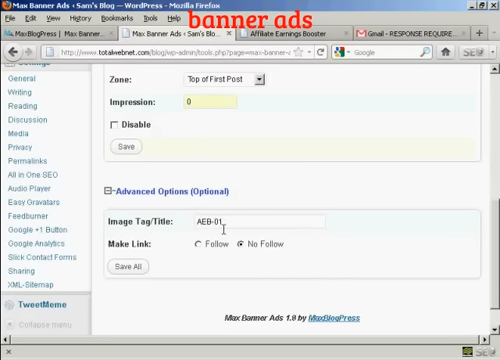 Max Banner Ads ‹ Sam's Blog — WordPress - Mozilla Firefox
banner ads
File Edit View History Bookmarks Tools Help
MaxBlogPress
Max Banner Ads ‹ Sam's Blo...
Affiliate Earnings Booster
Gmail - RESPONSE REQUIRE...
www.totalwebnet.com/blog/wp-admin/tools.php?page=max-banner-a
Google
Settings
General
Writing
Reading
Discussion
Media
Privacy
Permalinks
All in One SEO
Audio Player
Easy Gravatars
Feedburner
Google +1 Button
Google+1
Slick Contact Forms
Sharing
XML-Sitemap
TweetMeme
Collapse menu
Zone: Top of First Post
Impression: 0
Disable
Save
Advanced Options (Optional)
Image Tag/Title: AEB-01
Make Link: Follow No Follow
Save All
Max Banner Ads 1.0 by MaxBlogPress